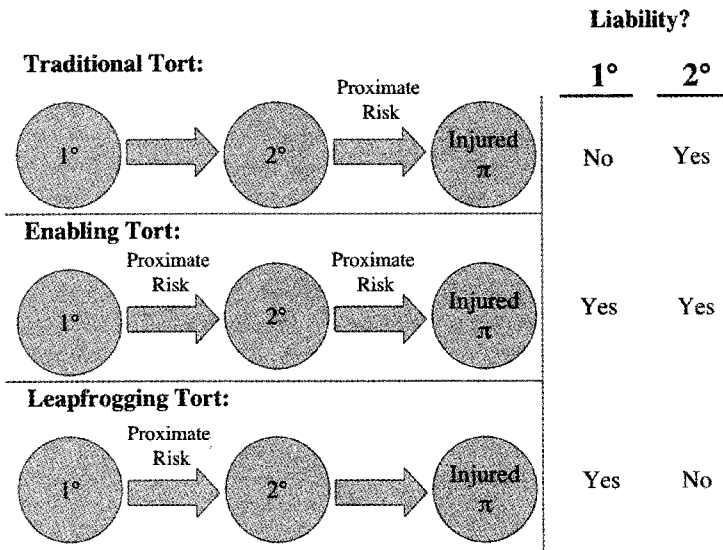 Liability?
1° 2°
Traditional Tort:
Proximate
Risk
1° 2° Injured
π
No Yes
Enabling Tort:
Proximate Proximate
Risk Risk
1° 2° Injured
π
Yes Yes
Leapfrogging Tort:
Proximate
Risk
1° 2° Injured
π
Yes No